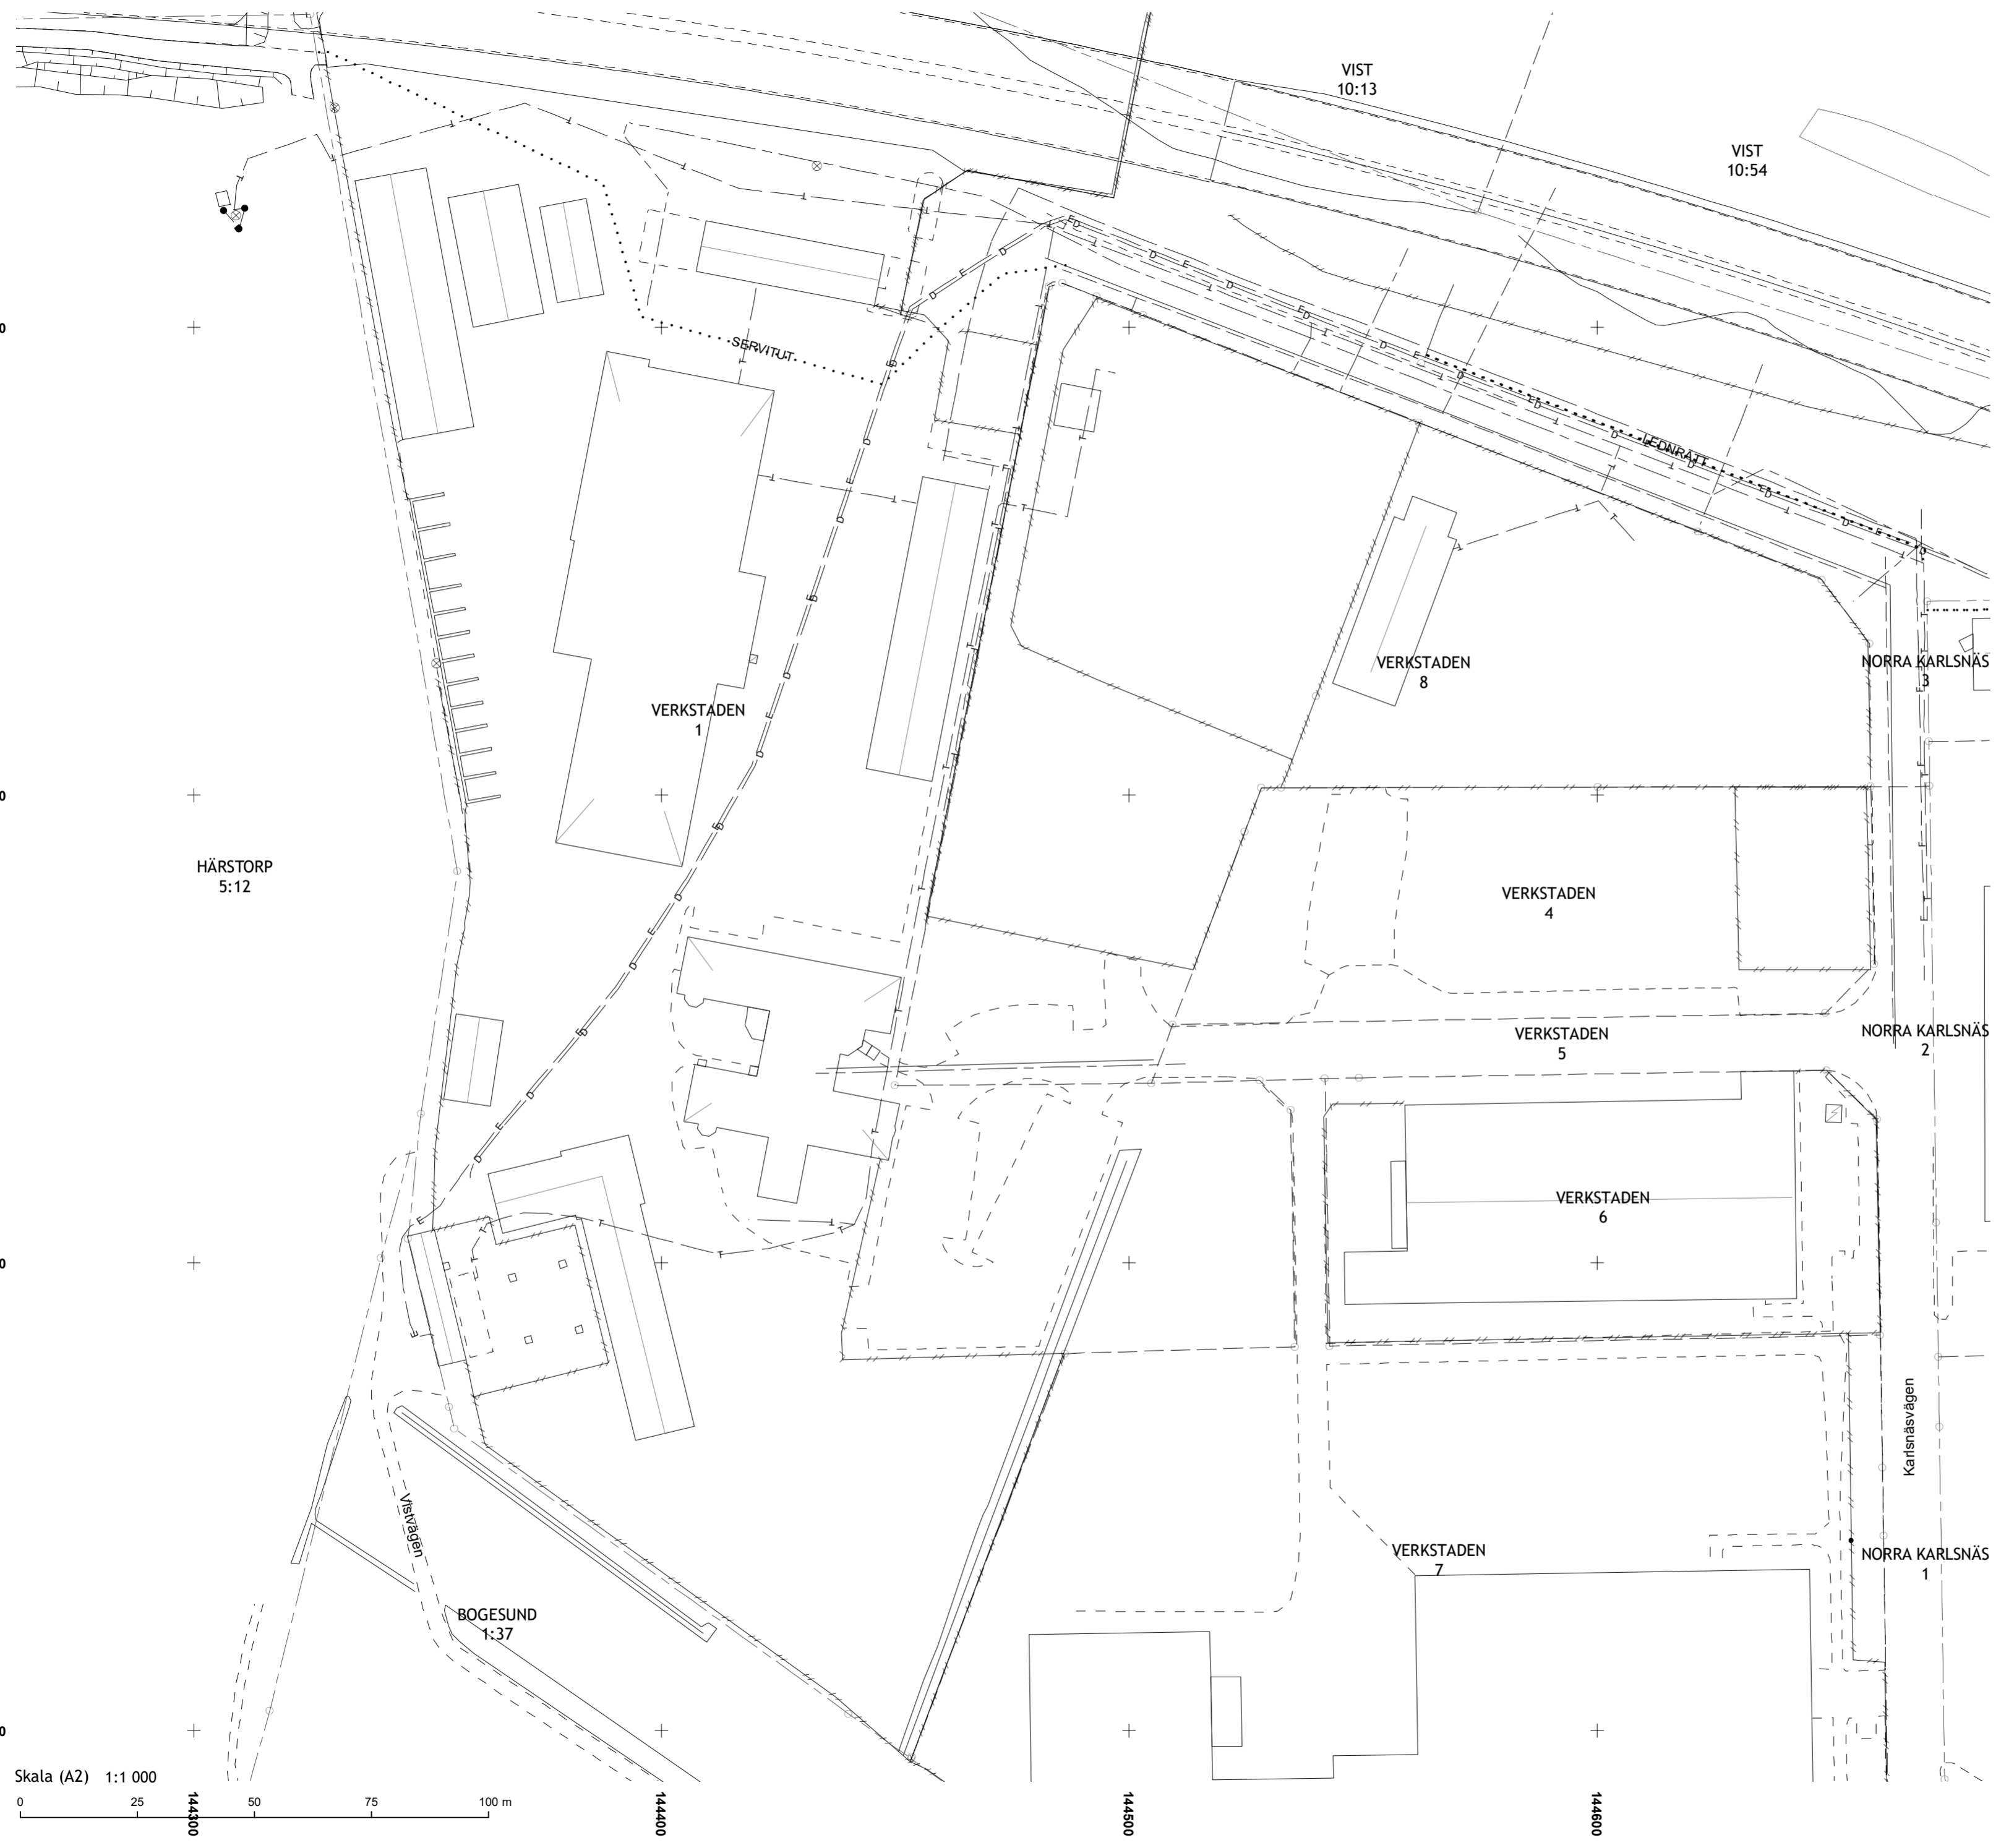 VIST
10:13
VIST
10:54
SERVITUT
LEDNRÄTT
VERKSTADEN
8
NORRA KARLSNÄS
3
VERKSTADEN
1
HÄRSTORP
5:12
VERKSTADEN
4
VERKSTADEN
5
NORRA KARLSNÄS
2
VERKSTADEN
6
Karlsnäsvägen
Vistvägen
VERKSTADEN
7
NORRA KARLSNÄS
1
BOGESUND
1:37
Skala (A2) 1:1 000
0 25 50 75 100 m
144300
144400
144500
144600